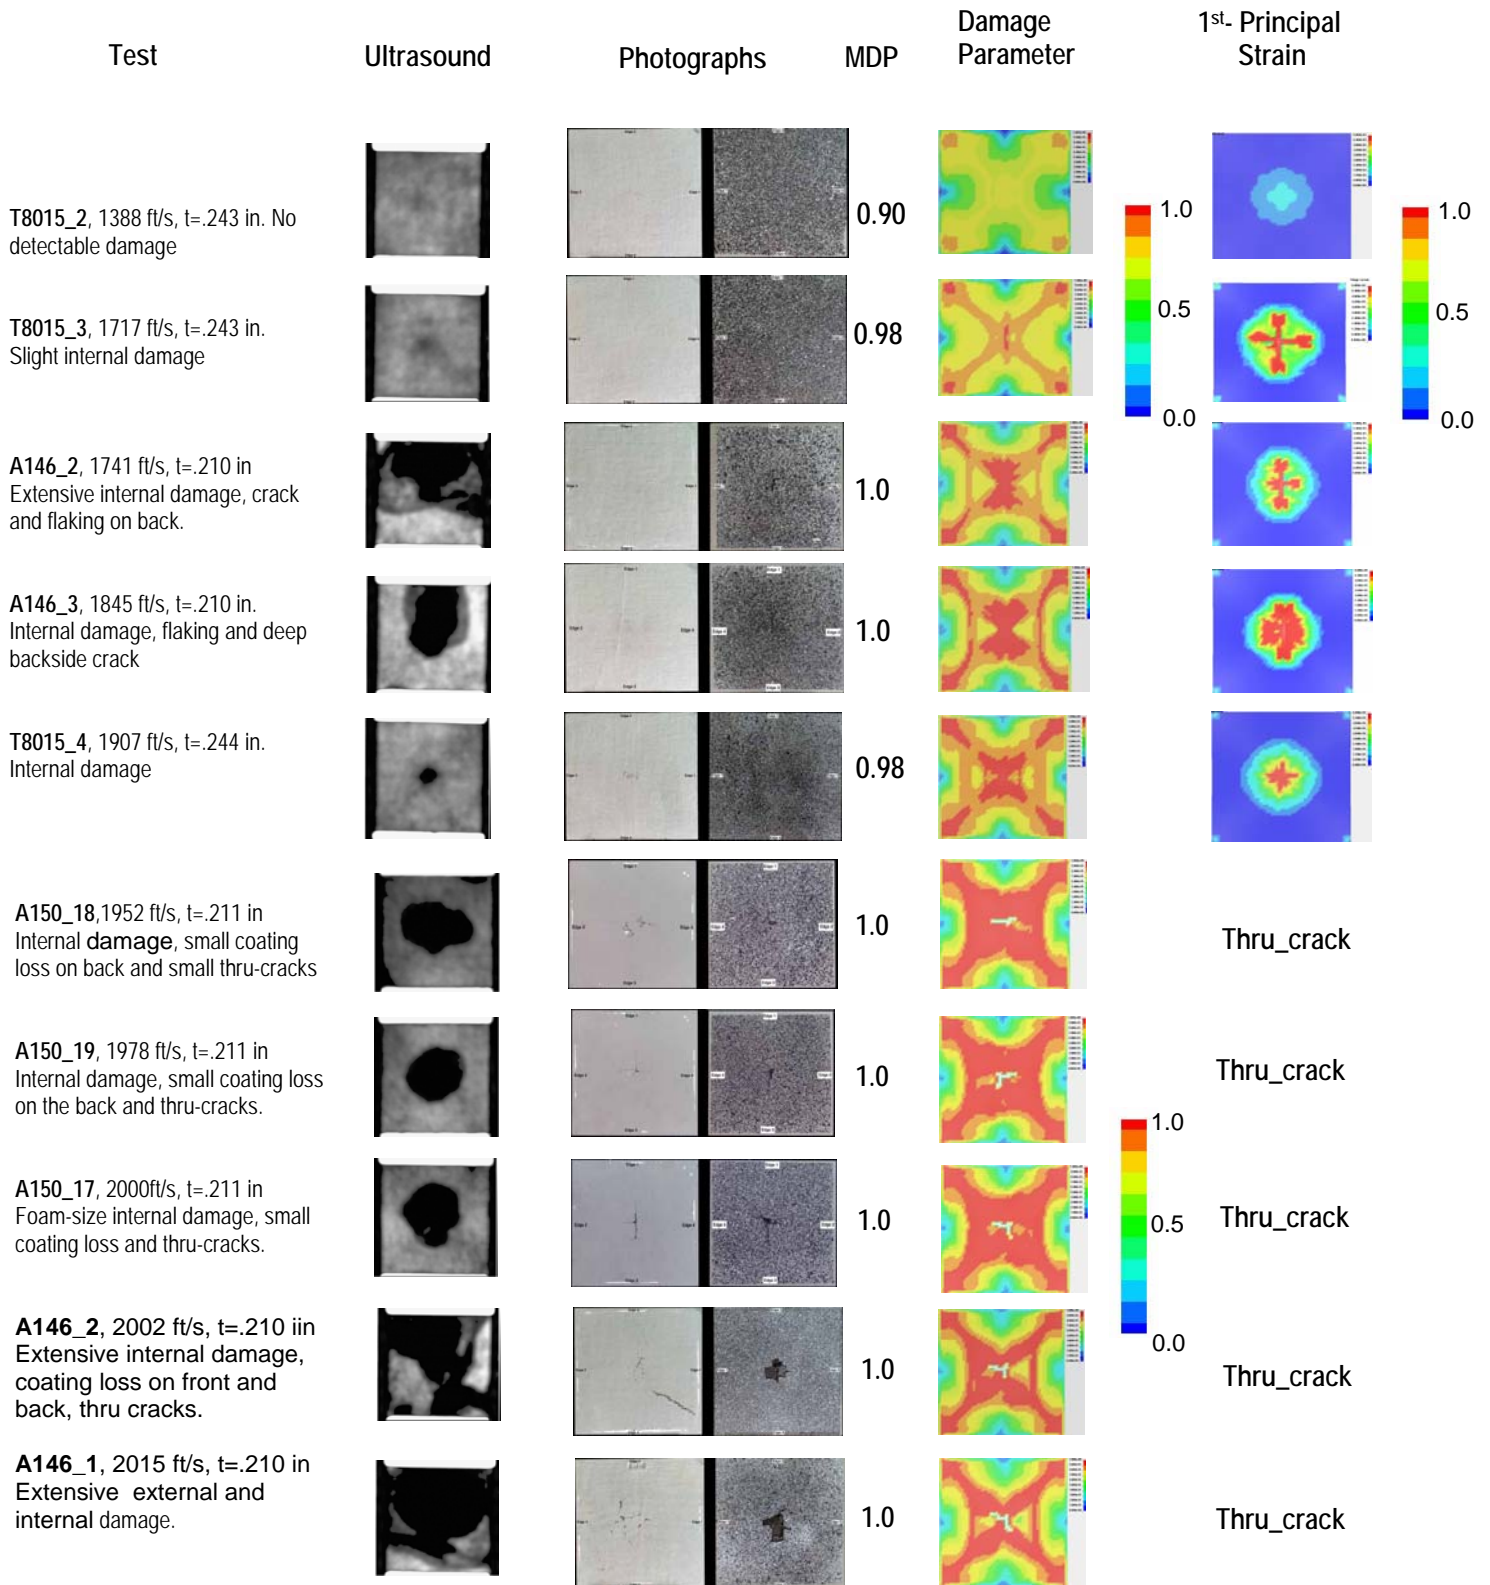 Test
Ultrasound
Photographs
MDP
Damage
Parameter
1st- Principal
Strain
T8015_2, 1388 ft/s, t=.243 in. No
detectable damage
0.90
1.0
0.5
0.0
1.0
0.5
0.0
T8015_3, 1717 ft/s, t=.243 in.
Slight internal damage
0.98
A146_2, 1741 ft/s, t=.210 in
Extensive internal damage, crack
and flaking on back.
1.0
A146_3, 1845 ft/s, t=.210 in.
Internal damage, flaking and deep
backside crack
1.0
T8015_4, 1907 ft/s, t=.244 in.
Internal damage
0.98
A150_18,1952 ft/s, t=.211 in
Internal damage, small coating
loss on back and small thru-cracks
1.0
Thru_crack
A150_19, 1978 ft/s, t=.211 in
Internal damage, small coating loss
on the back and thru-cracks.
1.0
Thru_crack
1.0
0.5
0.0
A150_17, 2000ft/s, t=.211 in
Foam-size internal damage, small
coating loss and thru-cracks.
1.0
Thru_crack
A146_2, 2002 ft/s, t=.210 iin
Extensive internal damage,
coating loss on front and
back, thru cracks.
1.0
Thru_crack
A146_1, 2015 ft/s, t=.210 in
Extensive external and
internal damage.
1.0
Thru_crack